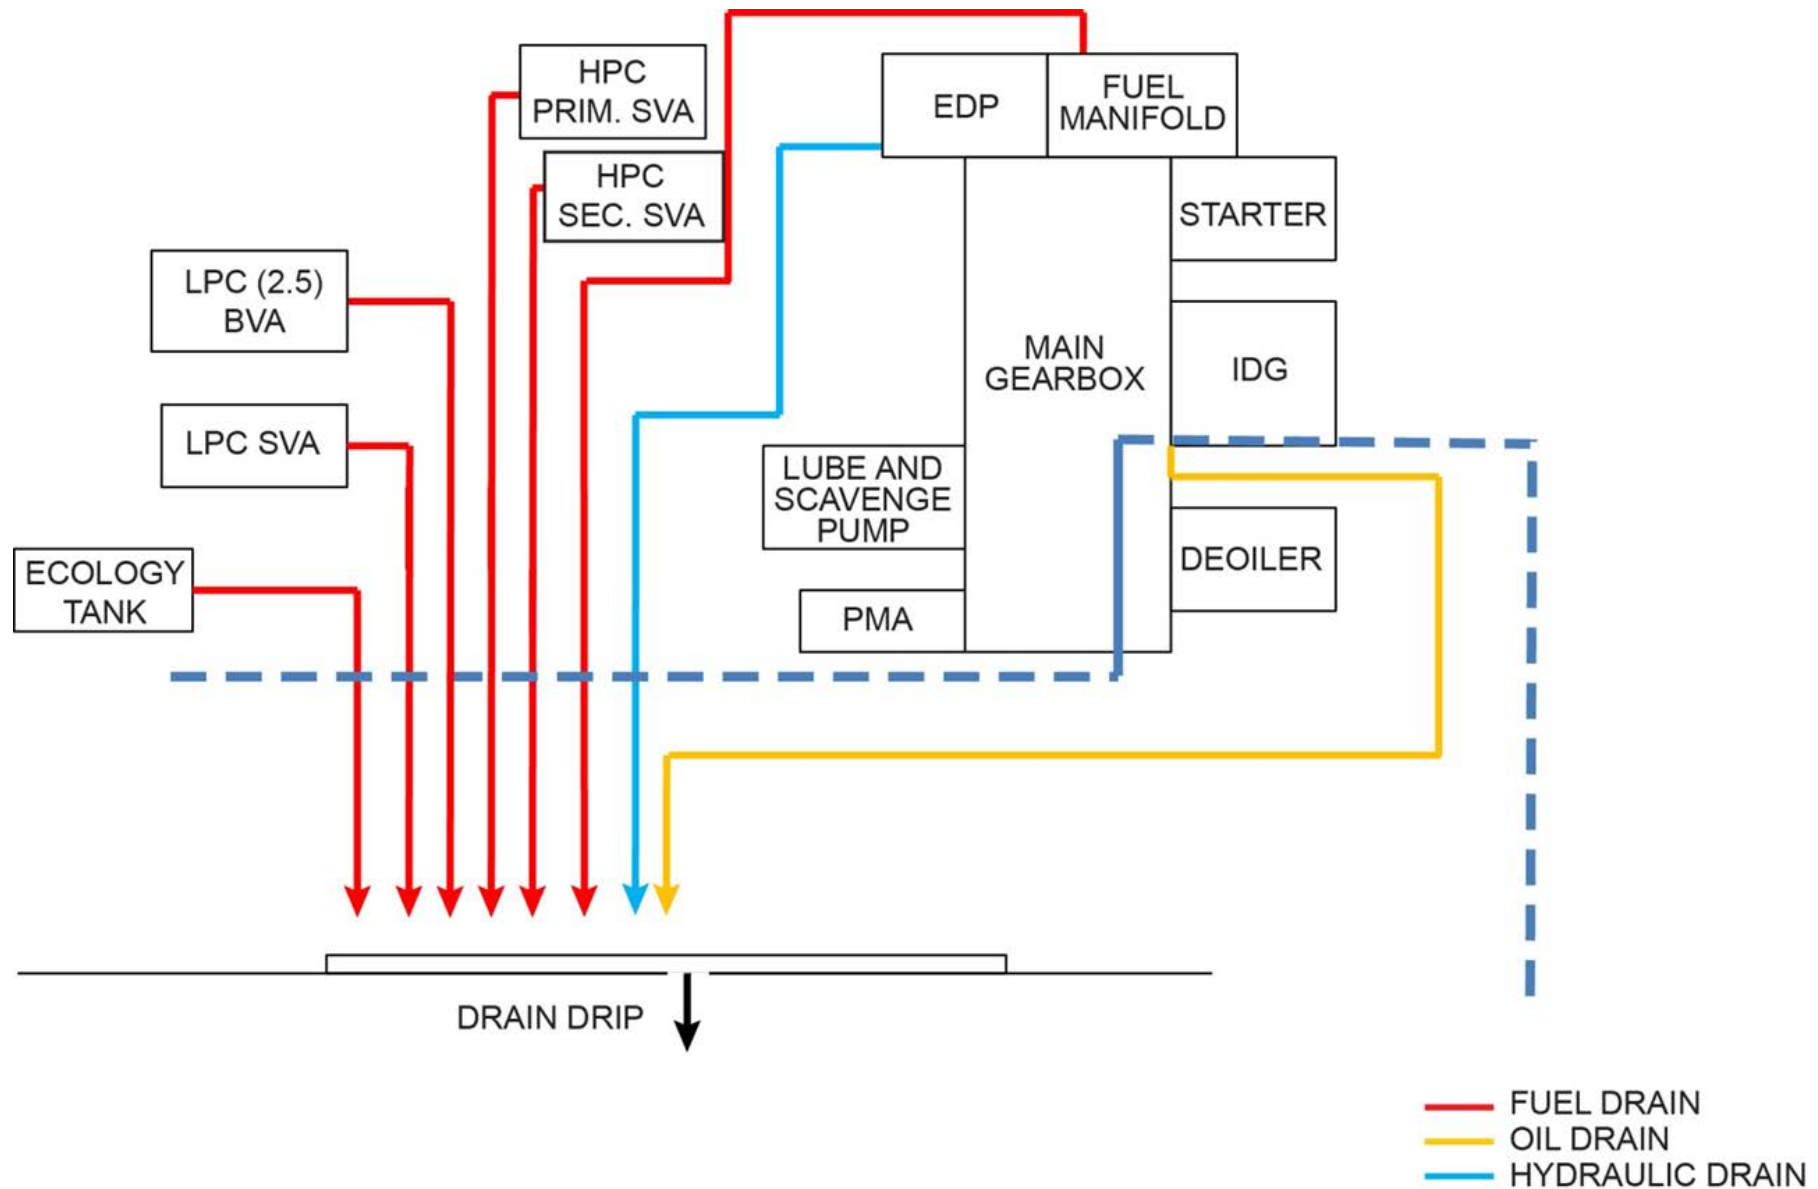 HPC
PRIM. SVA
HPC
SEC. SVA
EDP
FUEL
MANIFOLD
STARTER
LPC (2.5)
BVA
MAIN
GEARBOX
IDG
LPC SVA
LUBE AND
SCAVENGE
PUMP
ECOLOGY
TANK
DEOILER
PMA
DRAIN DRIP
FUEL DRAIN
OIL DRAIN
HYDRAULIC DRAIN